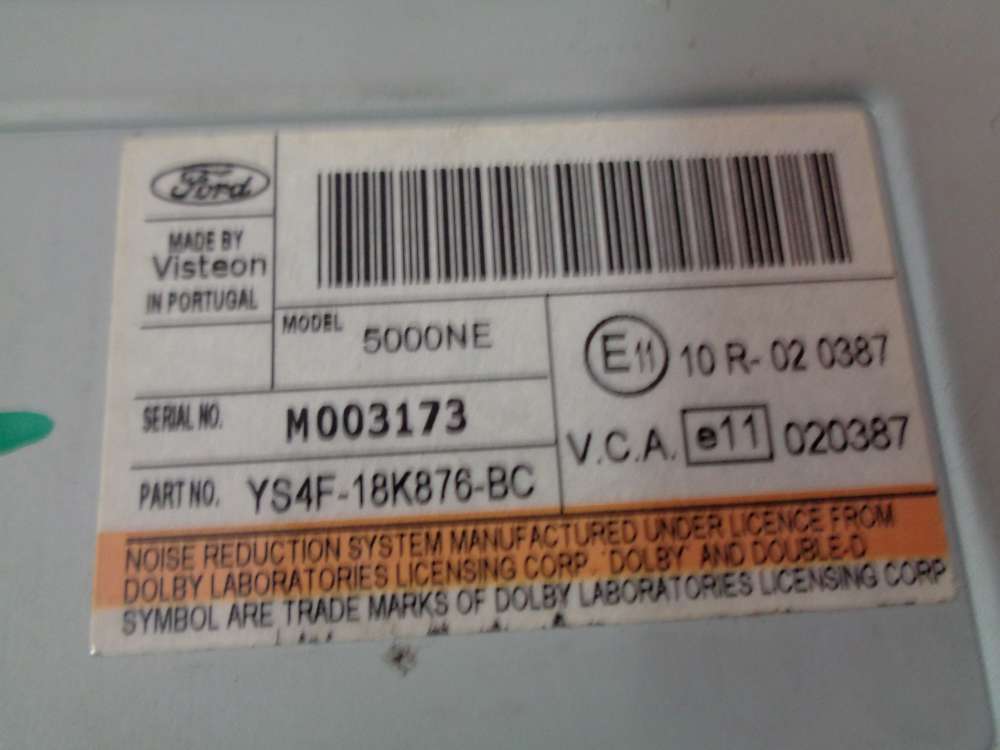 Ford
MADE BY
Visteon
IN PORTUGAL
MODEL 5000NE
SERIAL NO. M003173
PART NO. YS4F-18K876-BC
E11 10 R- 02 0387
V.C.A. e11 020387
NOISE REDUCTION SYSTEM MANUFACTURED UNDER LICENCE FROM
DOLBY LABORATORIES LICENSING CORP. 'DOLBY' AND DOUBLE-D
SYMBOL ARE TRADE MARKS OF DOLBY LABORATORIES LICENSING CORP